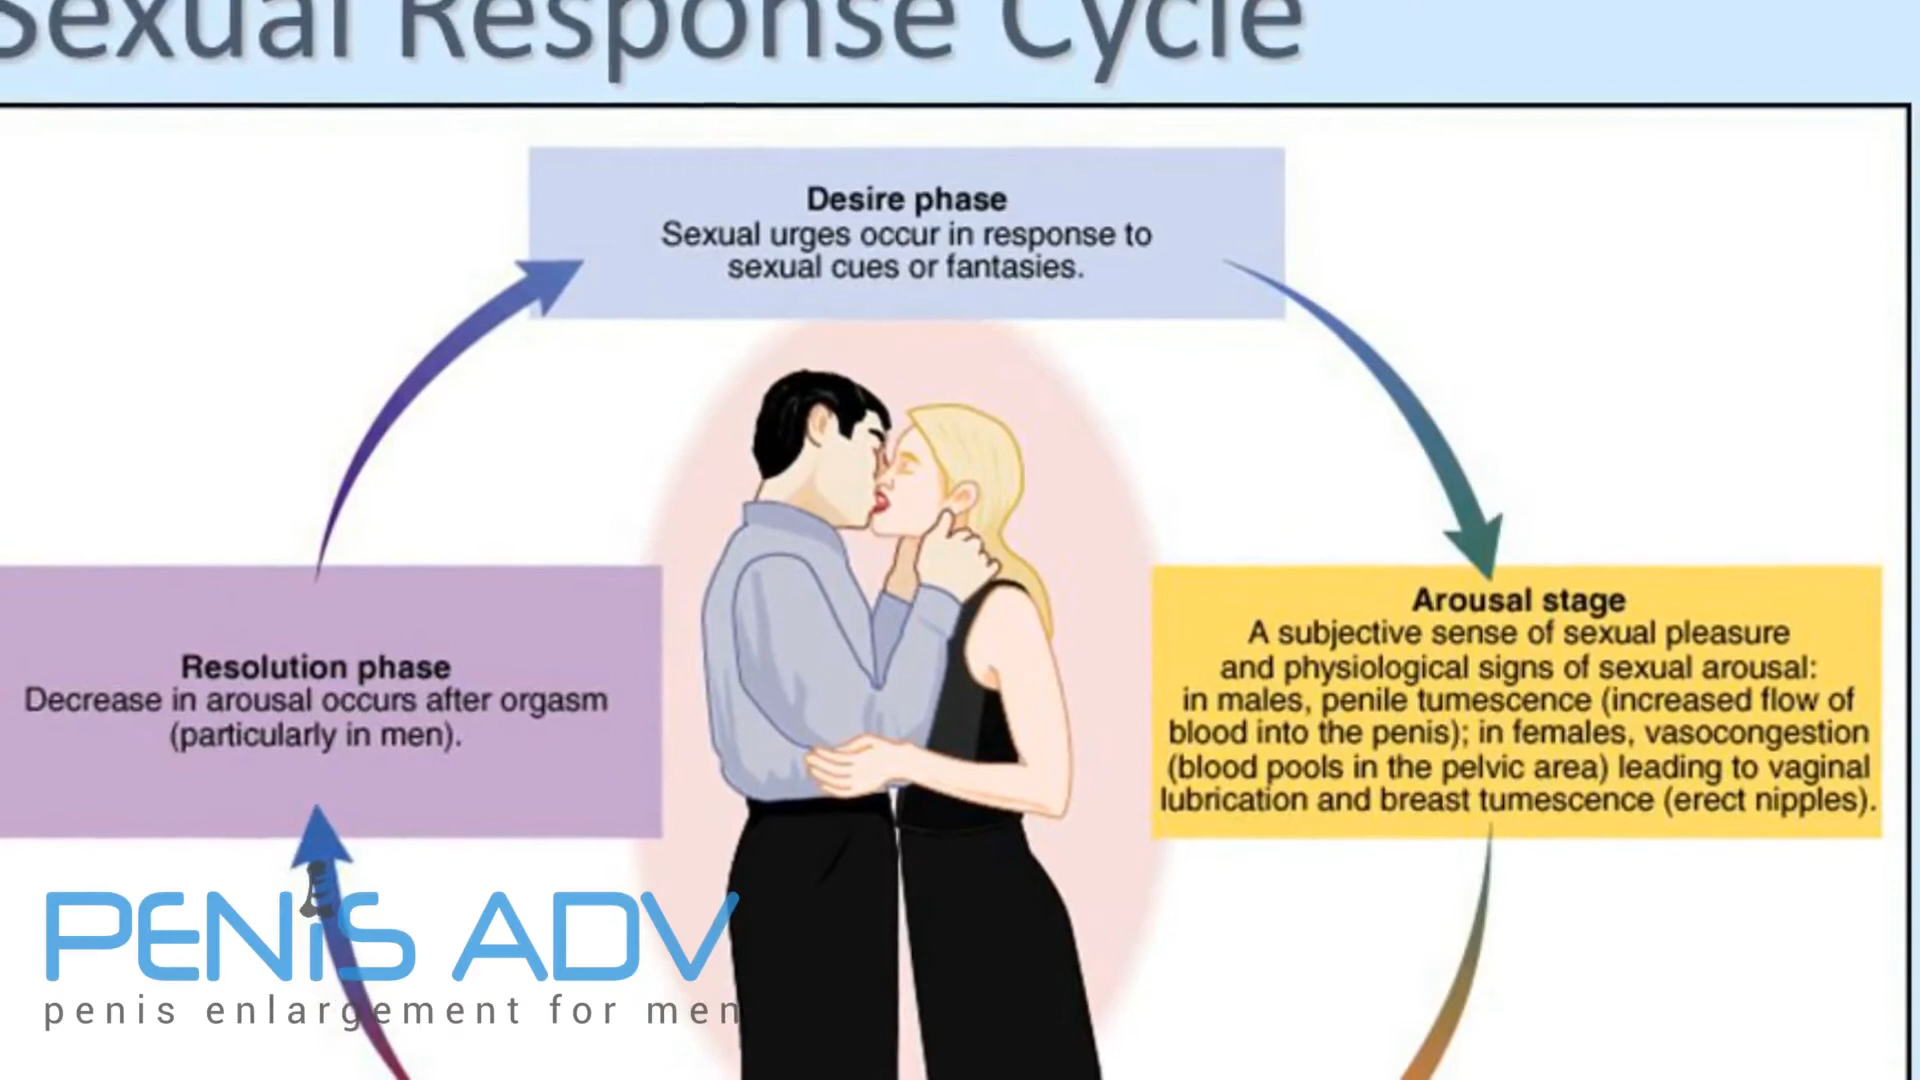 Sexual Response Cycle
Desire phase
Sexual urges occur in response to
sexual cues or fantasies.
Arousal stage
A subjective sense of sexual pleasure
and physiological signs of sexual arousal:
in males, penile tumescence (increased flow of
blood into the penis); in females, vasocongestion
(blood pools in the pelvic area) leading to vaginal
lubrication and breast tumescence (erect nipples).
Resolution phase
Decrease in arousal occurs after orgasm
(particularly in men).
PENiS ADV
penis enlargement for men